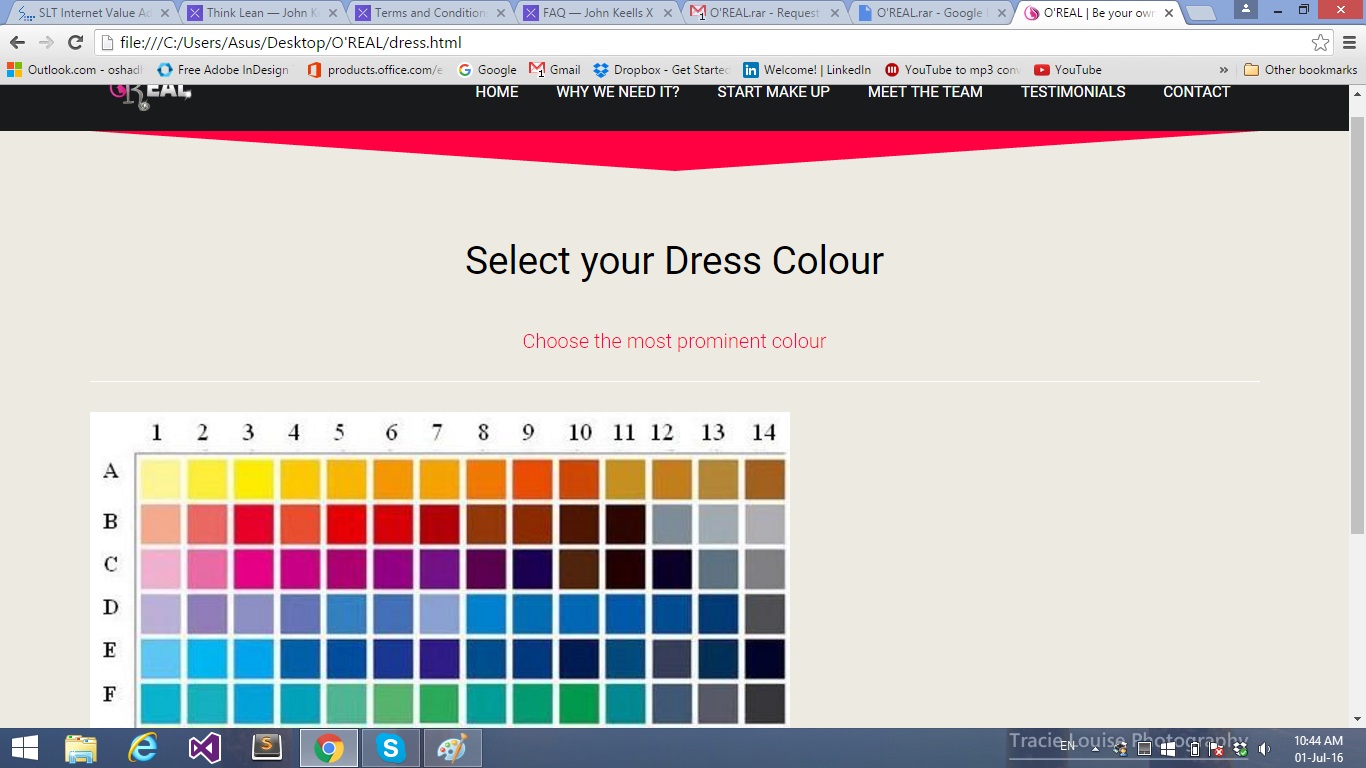 SLT Internet Value Ad
Think Lean — John K
Terms and Condition
FAQ — John Keells X
O'REAL.rar - Request
O'REAL.rar - Google
O'REAL | Be your own
file:///C:/Users/Asus/Desktop/O'REAL/dress.html
Outlook.com - oshad
Free Adobe InDesign
products.office.com/e
Google
Gmail
Dropbox - Get Started
Welcome! | LinkedIn
YouTube to mp3 conv
YouTube
»
Other bookmarks
REAL
HOME
WHY WE NEED IT?
START MAKE UP
MEET THE TEAM
TESTIMONIALS
CONTACT
Select your Dress Colour
Choose the most prominent colour
1 2 3 4 5 6 7 8 9 10 11 12 13 14
A
B
C
D
E
F
Tracie Louise Photography
EN
10:44 AM
01-Jul-16